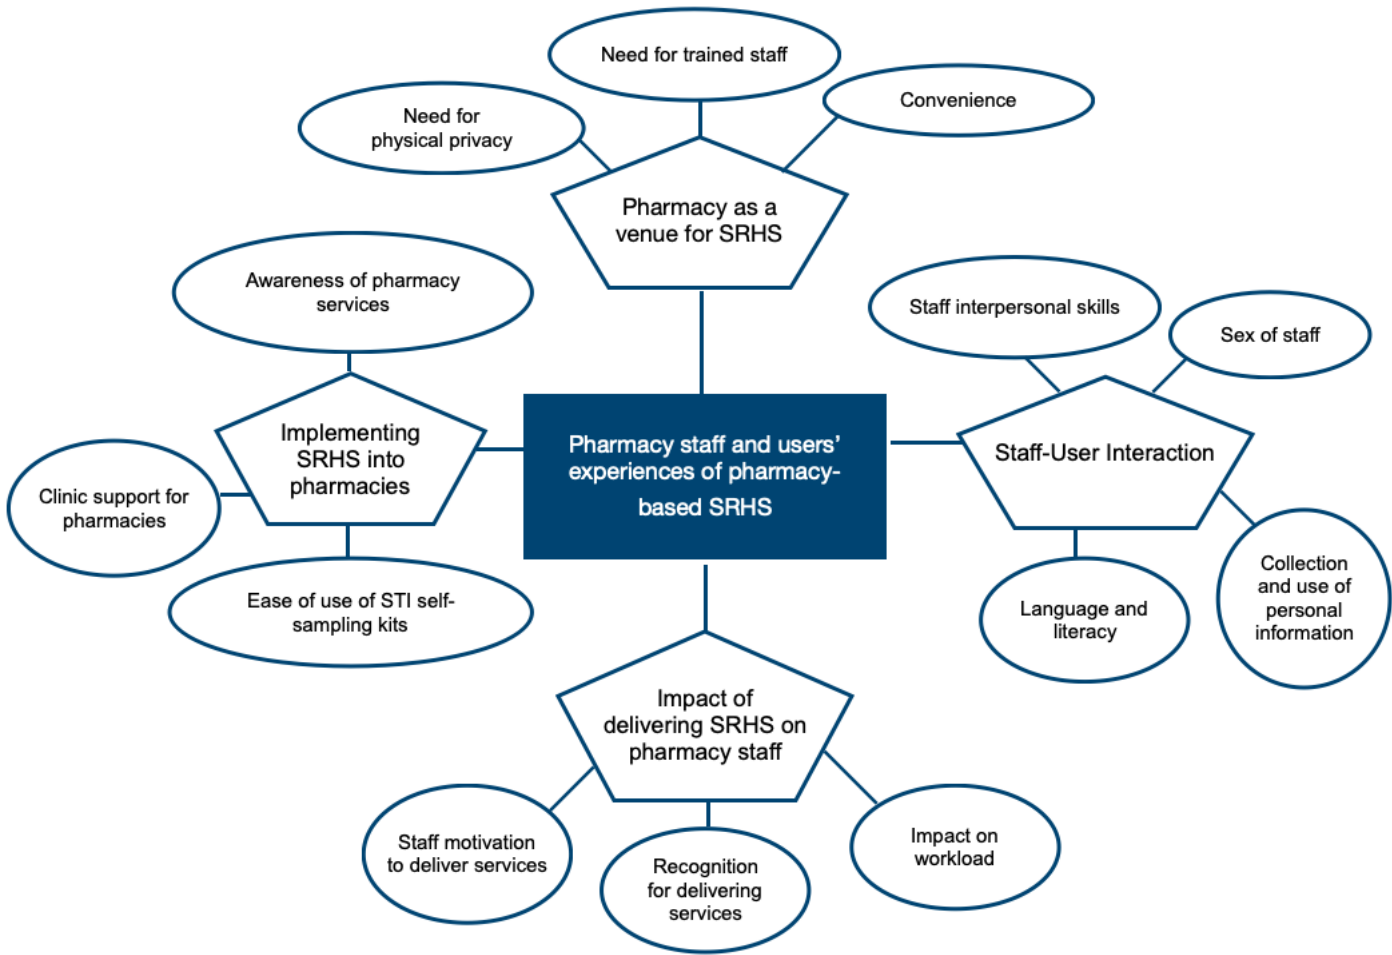 Need for trained staff
Convenience
Need for
physical privacy
Pharmacy as a
venue for SRHS
Awareness of pharmacy
services
Implementing
SRHS into
pharmacies
Clinic support for
pharmacies
Ease of use of STI self-
sampling kits
Pharmacy staff and users’
experiences of pharmacy-
based SRHS
Staff interpersonal skills
Sex of staff
Staff-User Interaction
Language and
literacy
Collection
and use of
personal
information
Impact of
delivering SRHS on
pharmacy staff
Staff motivation
to deliver services
Recognition
for delivering
services
Impact on
workload